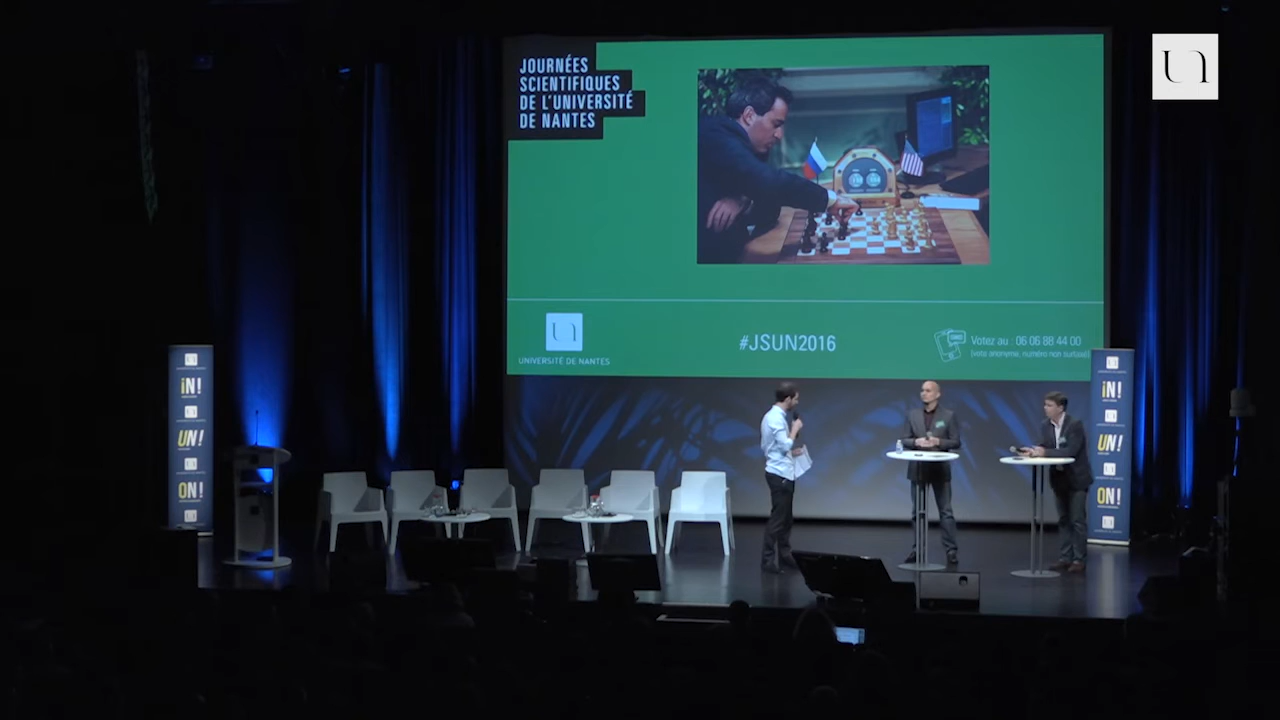 JOURNÉES
SCIENTIFIQUES
DE L'UNIVERSITÉ
DE NANTES
UNIVERSITÉ DE NANTES
#JSUN2016
Votez au : 06 06 88 44 00
(vote anonyme, numéro non surtaxé)
iN!
UN!
ON!
iN!
UN!
ON!